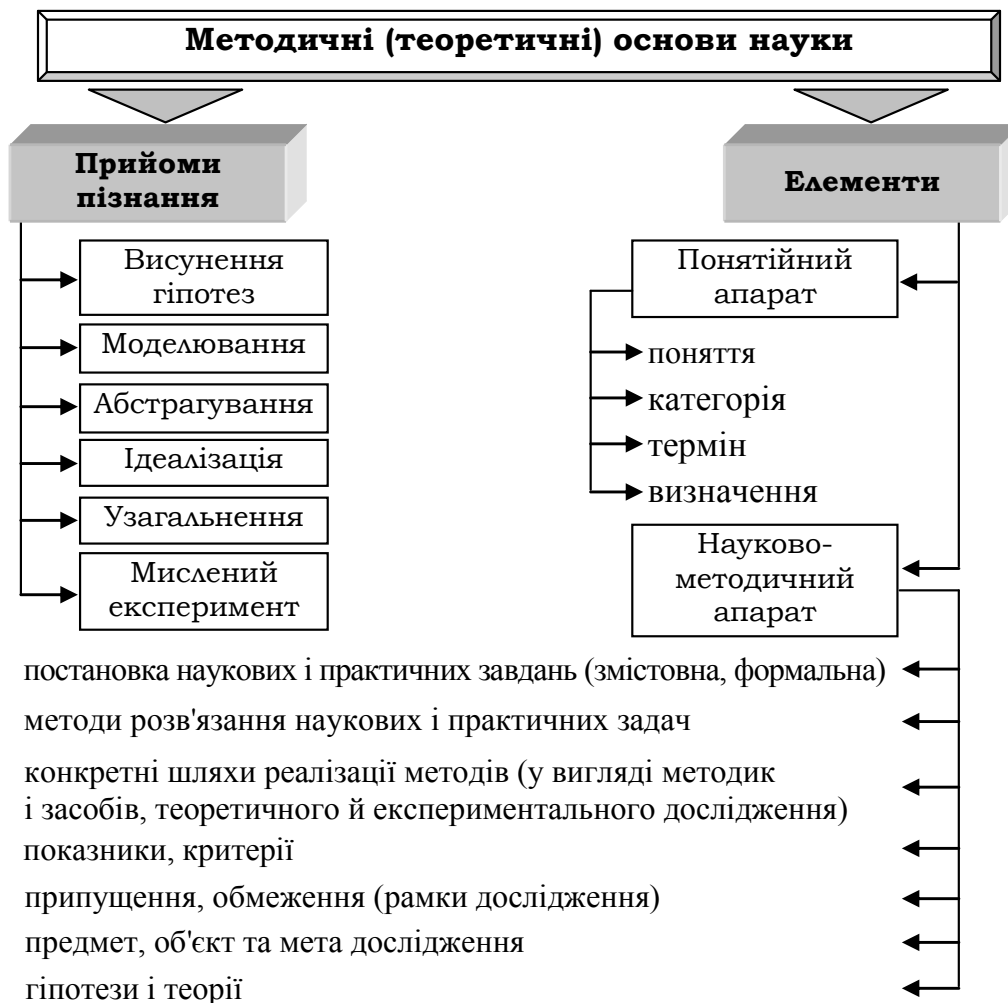 Методичні (теоретичні) основи науки
Прийоми
пізнання
Висунення
гіпотез
Моделювання
Абстрагування
Ідеалізація
Узагальнення
Мислений
експеримент
Елементи
Понятійний
апарат
поняття
категорія
термін
визначення
Науково-
методичний
апарат
постановка наукових і практичних завдань (змістовна, формальна)
методи розв'язання наукових і практичних задач
конкретні шляхи реалізації методів (у вигляді методик
і засобів, теоретичного й експериментального дослідження)
показники, критерії
припущення, обмеження (рамки дослідження)
предмет, об'єкт та мета дослідження
гіпотези і теорії